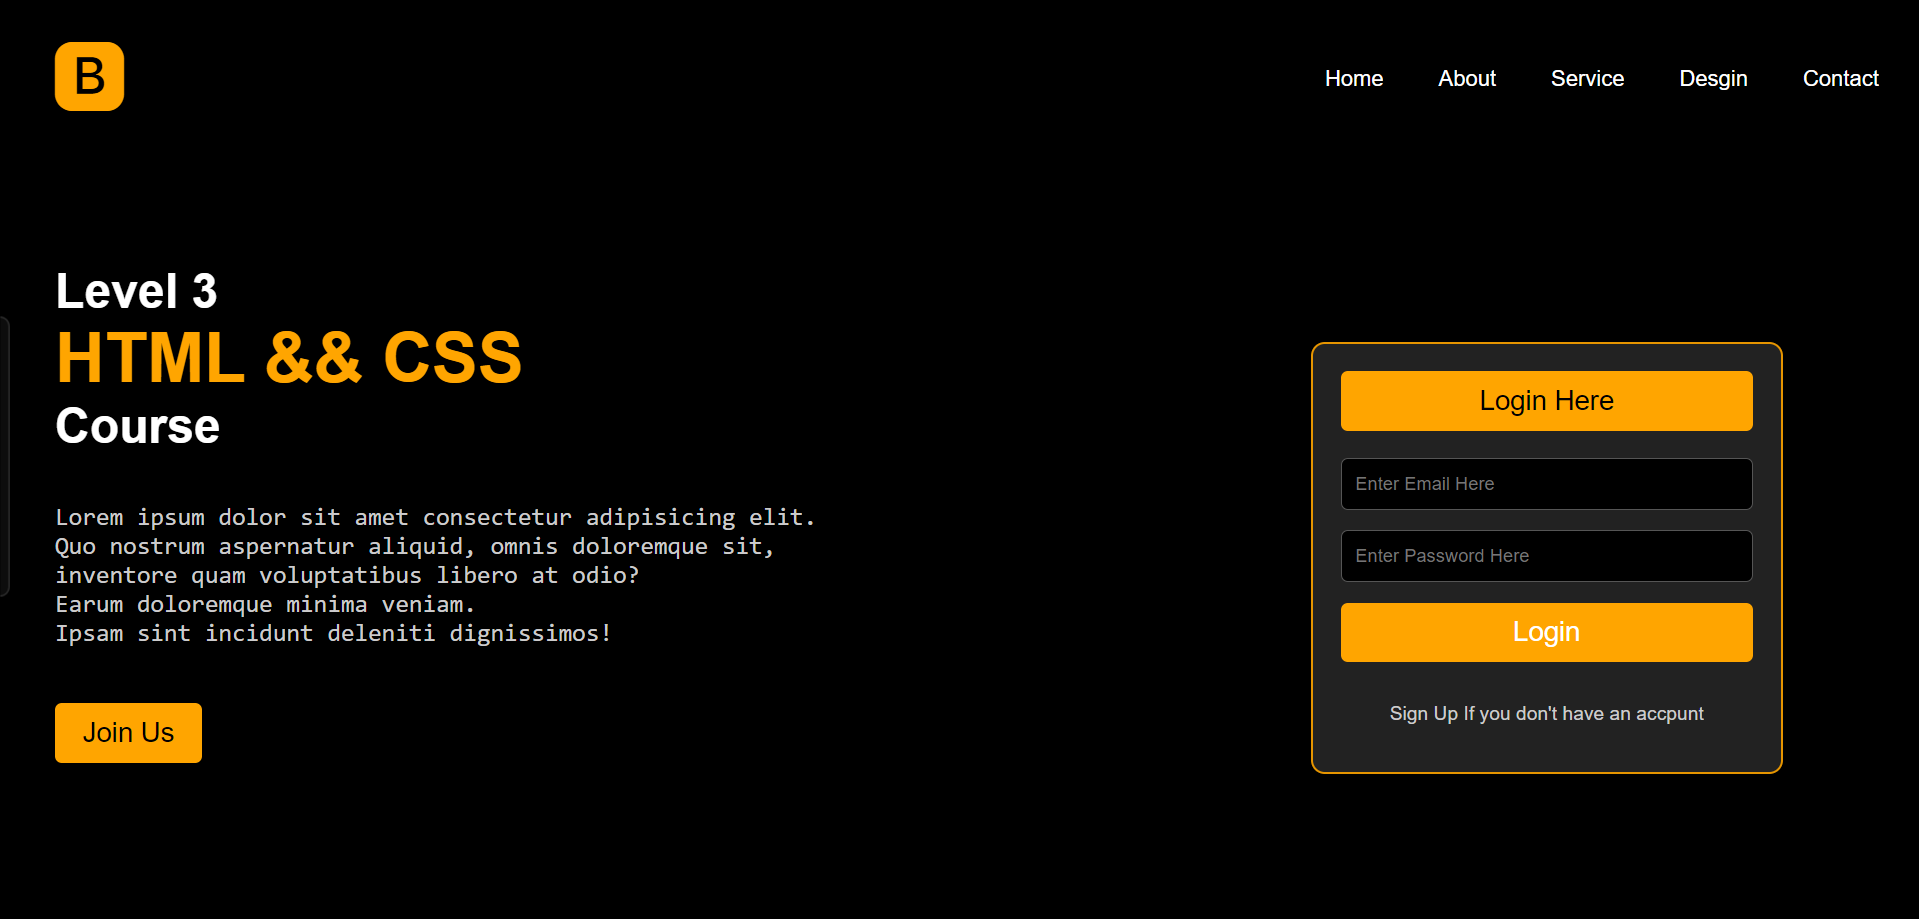 B
Home About Service Desgin Contact
Level 3
HTML && CSS
Course
Lorem ipsum dolor sit amet consectetur adipisicing elit.
Quo nostrum aspernatur aliquid, omnis doloremque sit,
inventore quam voluptatibus libero at odio?
Earum doloremque minima veniam.
Ipsam sint incidunt deleniti dignissimos!
Join Us
Login Here
Enter Email Here
Enter Password Here
Login
Sign Up If you don't have an accpunt